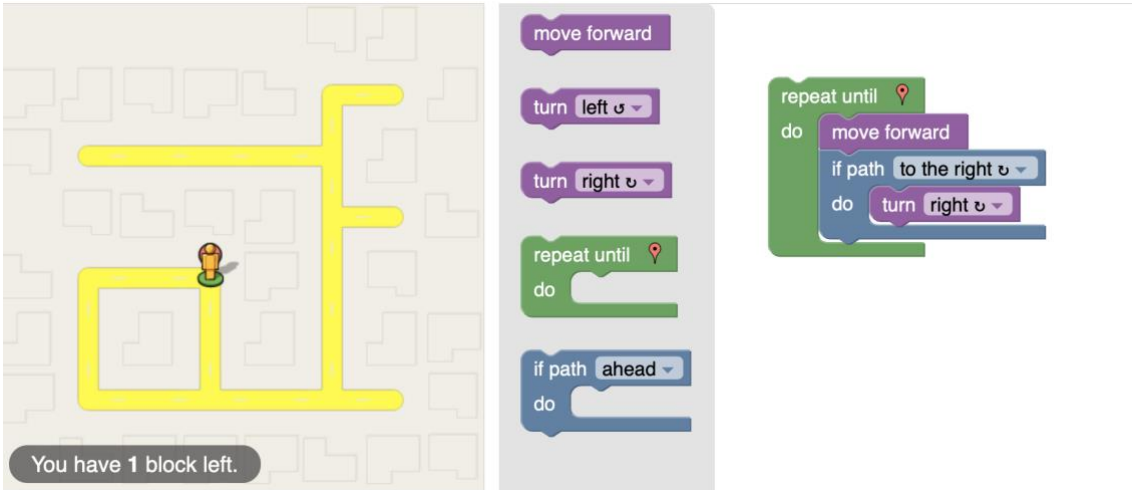 You have 1 block left.
move forward
turn left ↺
turn right ↻
repeat until
do
if path ahead
do
repeat until
do move forward
if path to the right ↻
do turn right ↻